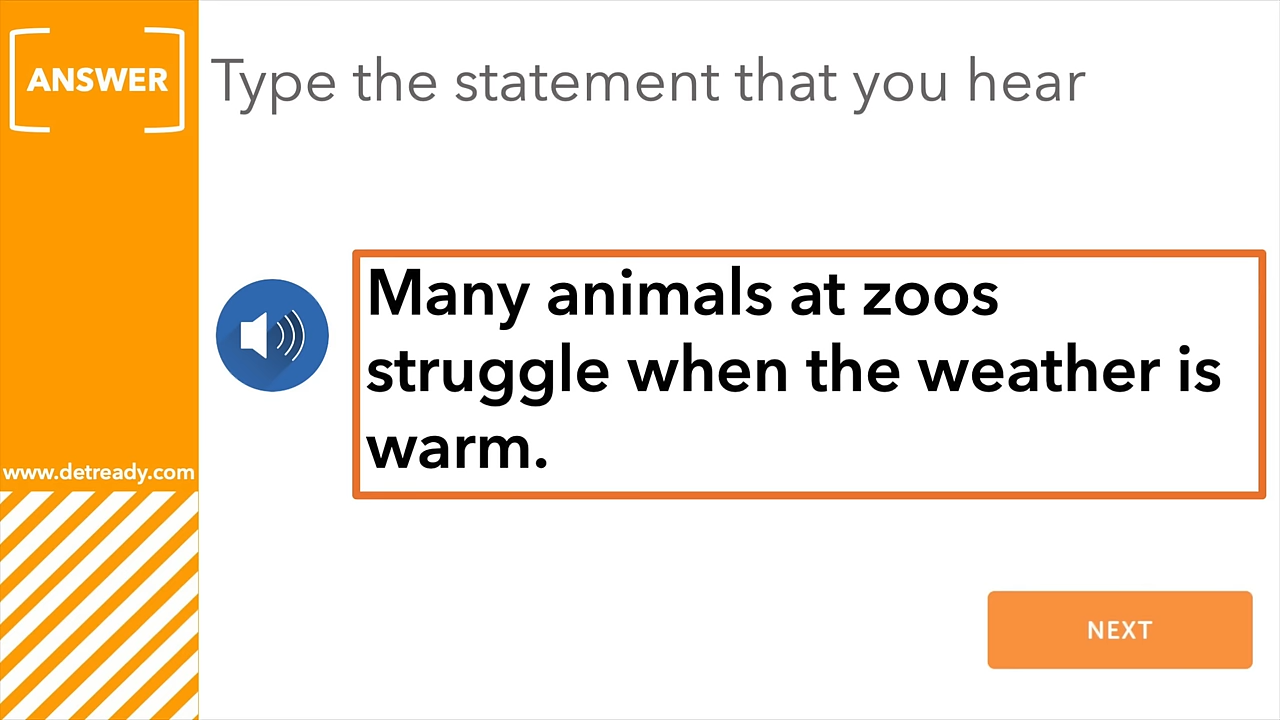 ANSWER
Type the statement that you hear
Many animals at zoos
struggle when the weather is
warm.
www.detready.com
NEXT